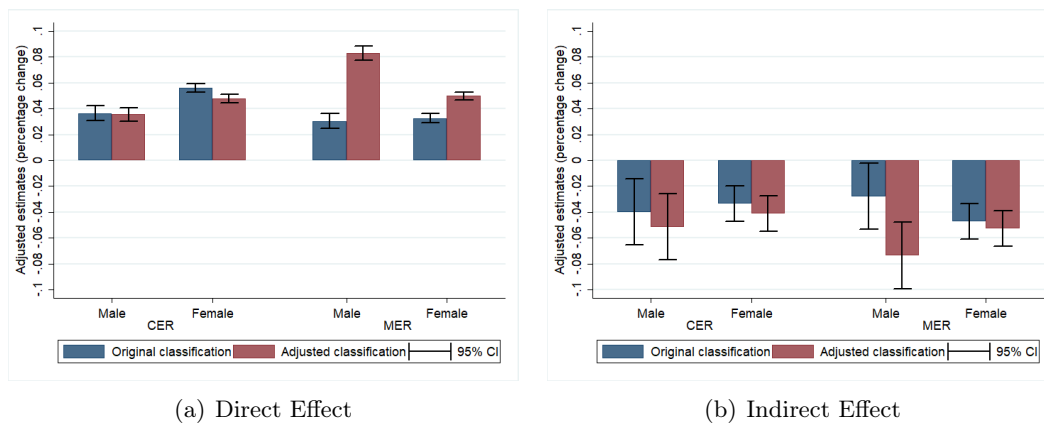 Adjusted estimates (percentage change)
.1
.08
.06
.04
.02
0
-.02
-.04
-.06
-.08
-.1
Male Female Male Female
CER MER
Original classification Adjusted classification 95% CI
(a) Direct Effect
Adjusted estimates (percentage change)
.1
.08
.06
.04
.02
0
-.02
-.04
-.06
-.08
-.1
Male Female Male Female
CER MER
Original classification Adjusted classification 95% CI
(b) Indirect Effect